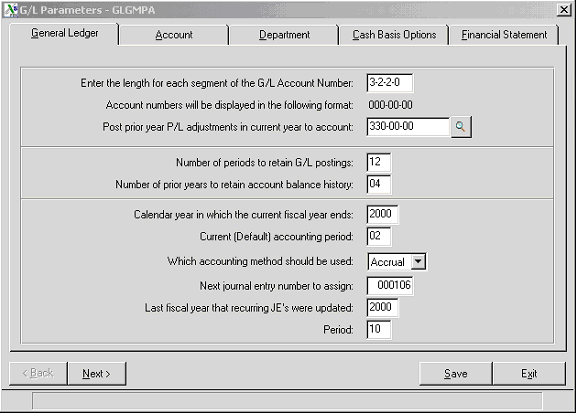 G/L Parameters - GLGMPA
General Ledger Account Department Cash Basis Options Financial Statement
Enter the length for each segment of the G/L Account Number: 3-2-2-0
Account numbers will be displayed in the following format: 000-00-00
Post prior year P/L adjustments in current year to account: 330-00-00
Number of periods to retain G/L postings: 12
Number of prior years to retain account balance history: 04
Calendar year in which the current fiscal year ends: 2000
Current (Default) accounting period: 02
Which accounting method should be used: Accrual
Next journal entry number to assign: 000106
Last fiscal year that recurring JE's were updated: 2000
Period: 10
< Back Next > Save Exit